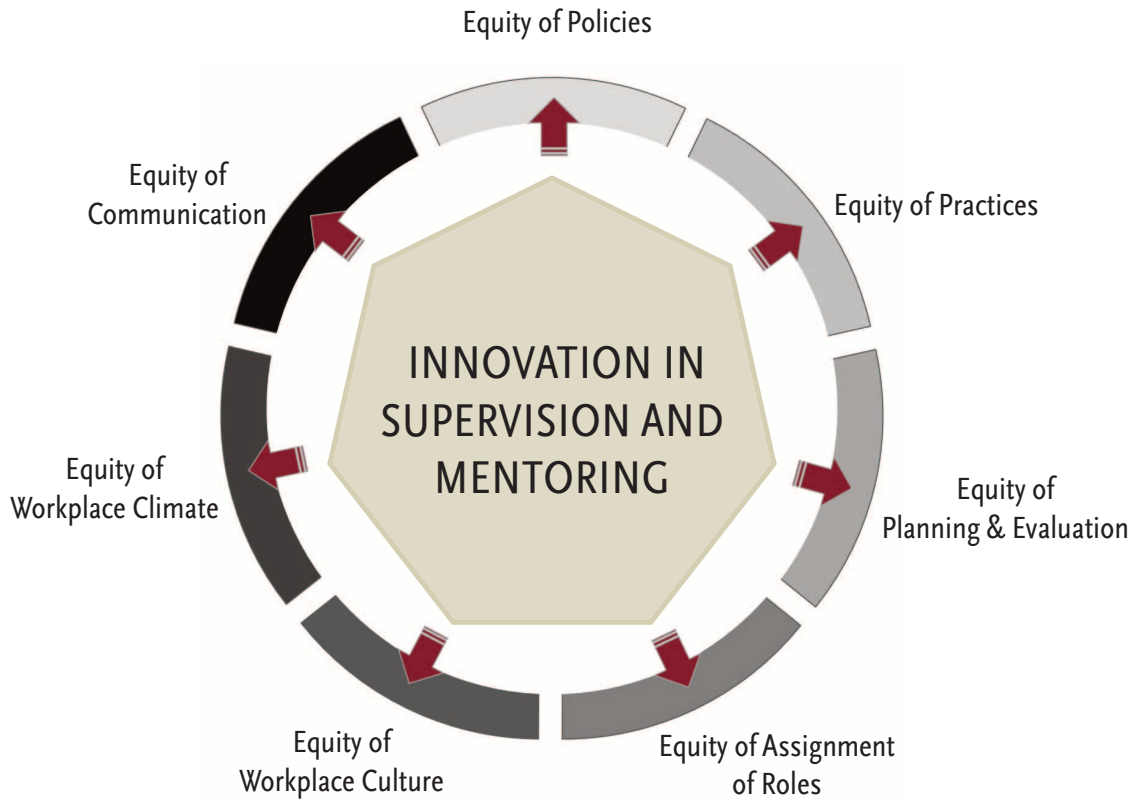 Equity of Policies
Equity of
Communication
Equity of Practices
INNOVATION IN
SUPERVISION AND
MENTORING
Equity of
Workplace Climate
Equity of
Planning & Evaluation
Equity of
Workplace Culture
Equity of Assignment
of Roles